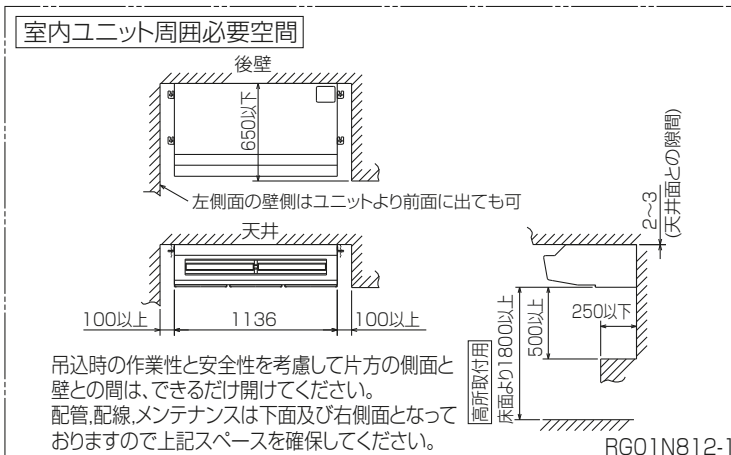 室内ユニット周囲必要空間
後壁
650以下
左側面の壁側はユニットより前面に出ても可
天井
100以上
1136
100以上
2~3
(天井面との隙間)
250以下
500以上
高所取付用
床面より1800以上
吊込時の作業性と安全性を考慮して片方の側面と
壁との間は、できるだけ開けてください。
配管,配線,メンテナンスは下面及び右側面となって
おりますので上記スペースを確保してください。
RG01N812-1